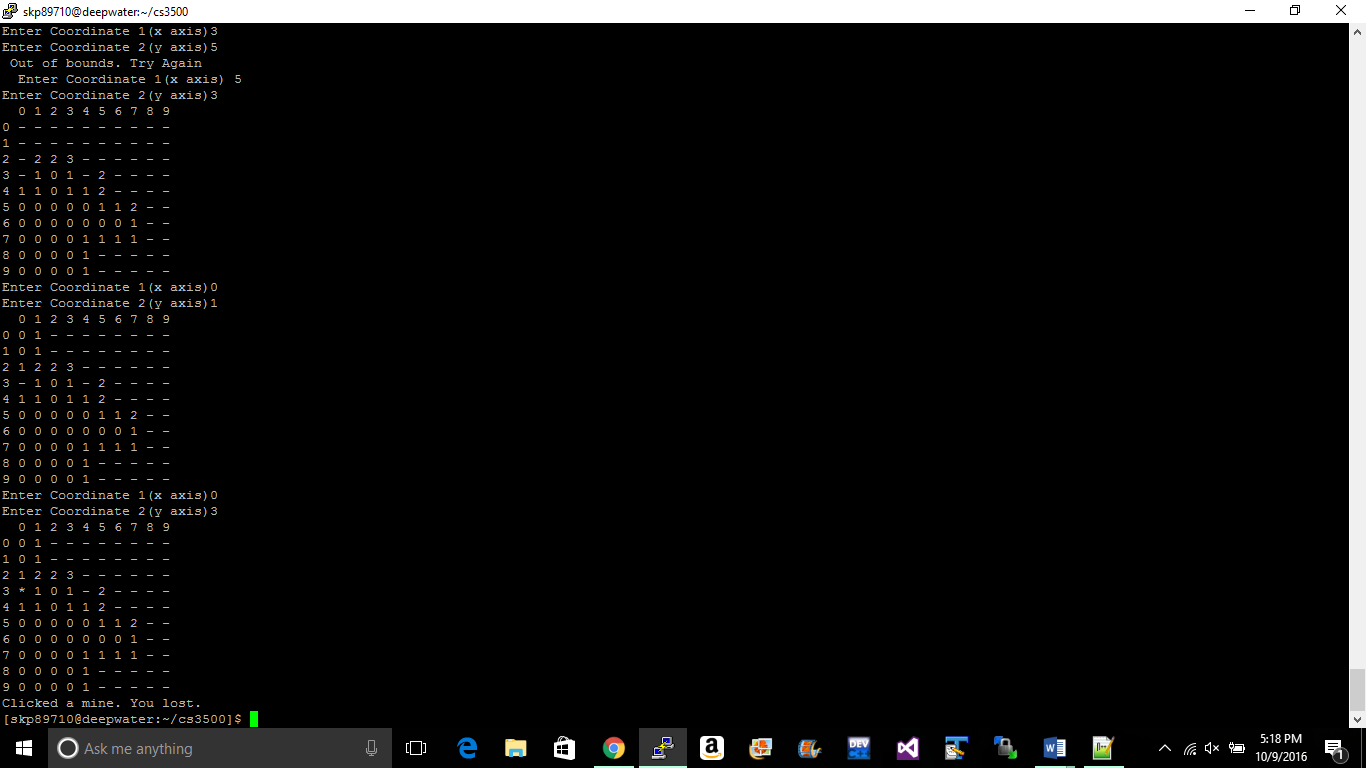 skp89710@deepwater:~/cs3500
Enter Coordinate 1(x axis)3
Enter Coordinate 2(y axis)5
 Out of bounds. Try Again
  Enter Coordinate 1(x axis) 5
Enter Coordinate 2(y axis)3
  0 1 2 3 4 5 6 7 8 9
0 - - - - - - - - - -
1 - - - - - - - - - -
2 - 2 2 3 - - - - - -
3 - 1 0 1 - 2 - - - -
4 1 1 0 1 1 2 - - - -
5 0 0 0 0 0 1 1 2 - -
6 0 0 0 0 0 0 0 1 - -
7 0 0 0 0 1 1 1 1 - -
8 0 0 0 0 1 - - - - -
9 0 0 0 0 1 - - - - -
Enter Coordinate 1(x axis)0
Enter Coordinate 2(y axis)1
  0 1 2 3 4 5 6 7 8 9
0 0 1 - - - - - - - -
1 0 1 - - - - - - - -
2 1 2 2 3 - - - - - -
3 - 1 0 1 - 2 - - - -
4 1 1 0 1 1 2 - - - -
5 0 0 0 0 0 1 1 2 - -
6 0 0 0 0 0 0 0 1 - -
7 0 0 0 0 1 1 1 1 - -
8 0 0 0 0 1 - - - - -
9 0 0 0 0 1 - - - - -
Enter Coordinate 1(x axis)0
Enter Coordinate 2(y axis)3
  0 1 2 3 4 5 6 7 8 9
0 0 1 - - - - - - - -
1 0 1 - - - - - - - -
2 1 2 2 3 - - - - - -
3 * 1 0 1 - 2 - - - -
4 1 1 0 1 1 2 - - - -
5 0 0 0 0 0 1 1 2 - -
6 0 0 0 0 0 0 0 1 - -
7 0 0 0 0 1 1 1 1 - -
8 0 0 0 0 1 - - - - -
9 0 0 0 0 1 - - - - -
Clicked a mine. You lost.
[skp89710@deepwater:~/cs3500]$
Ask me anything
DEV
5:18 PM
10/9/2016
1